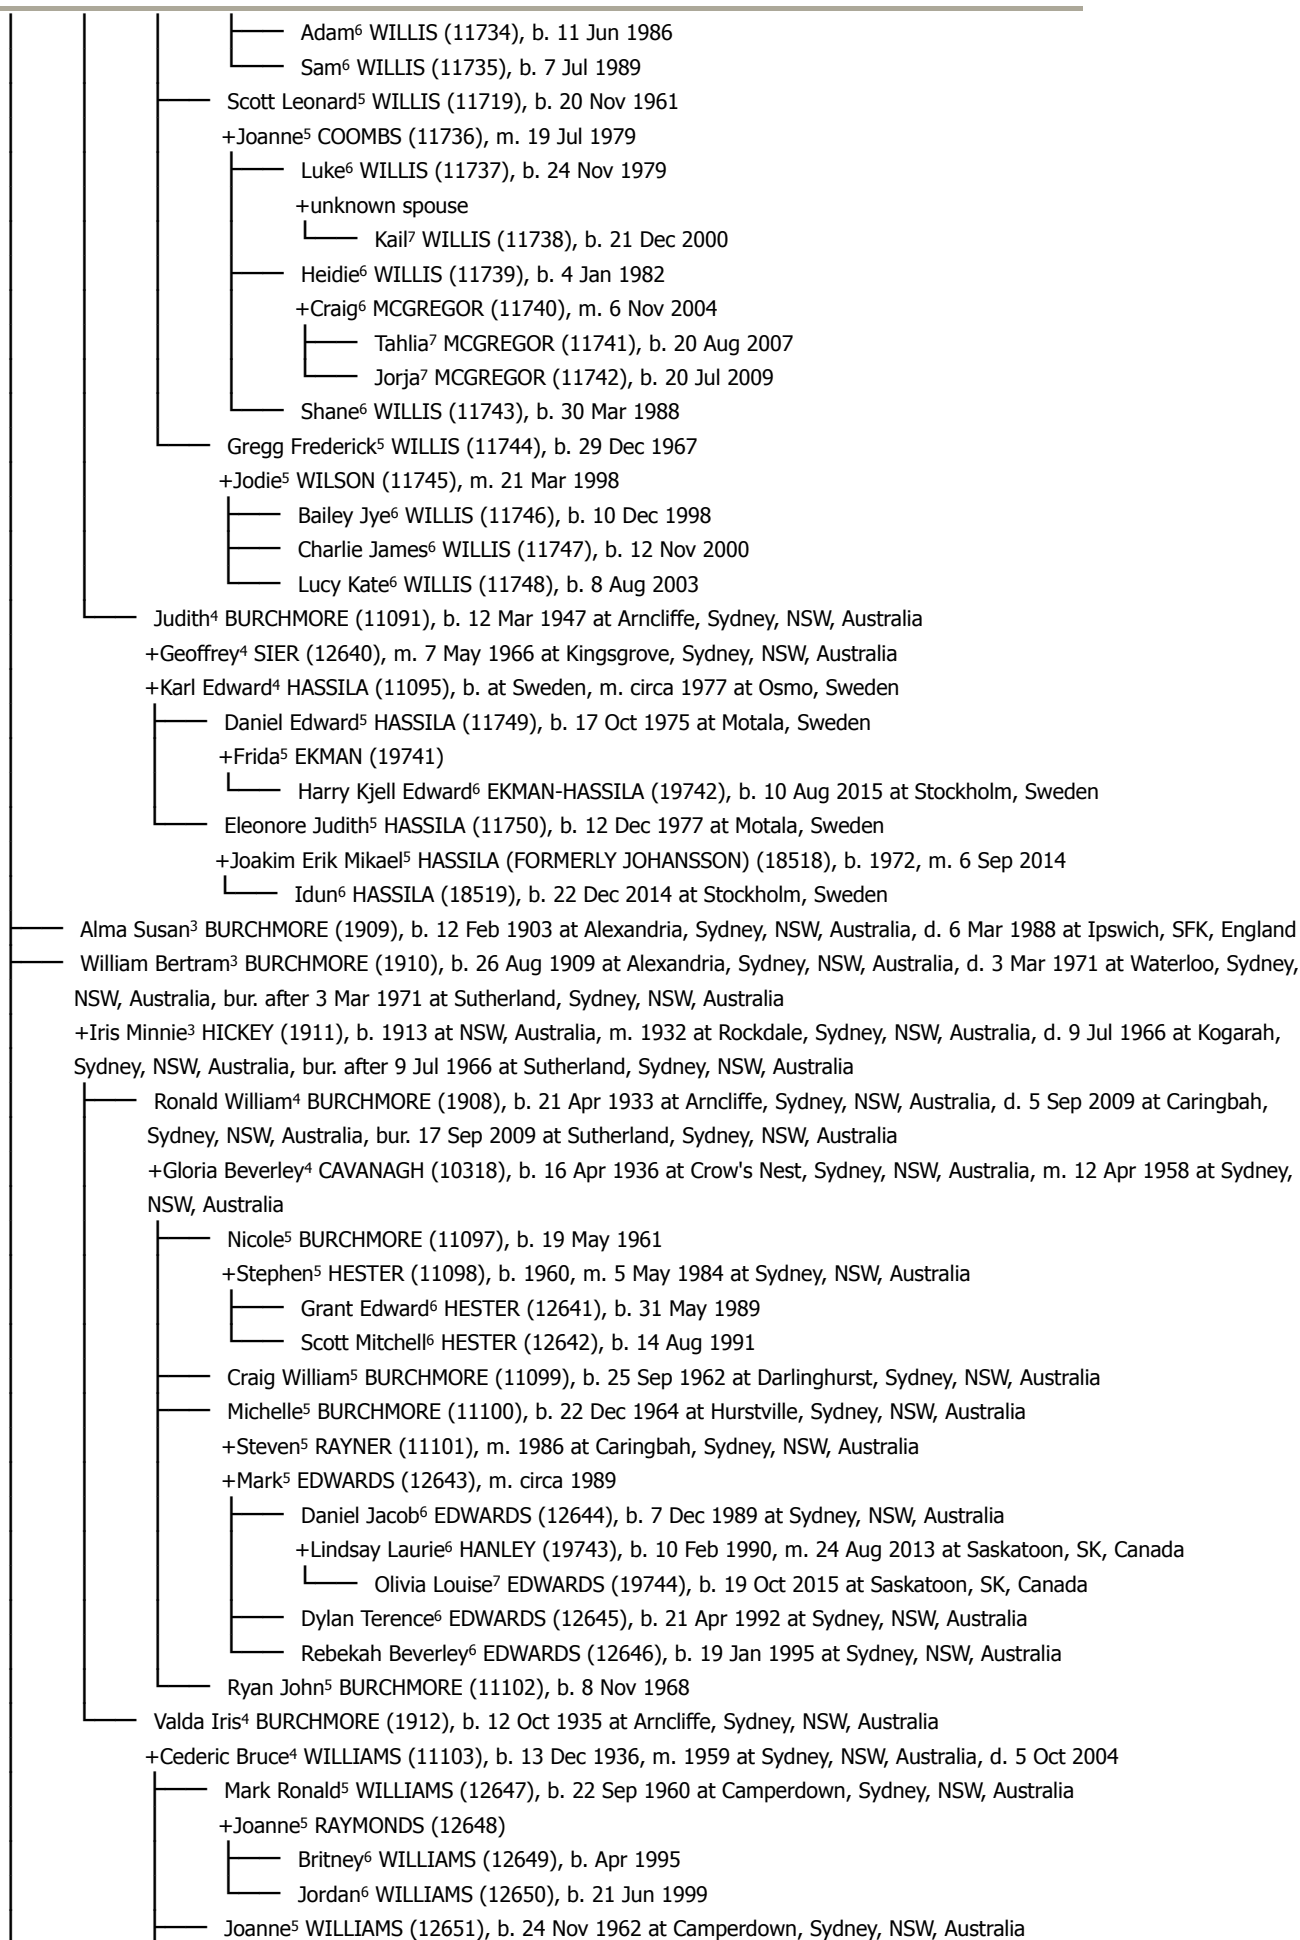 Adam⁶ WILLIS (11734), b. 11 Jun 1986
Sam⁶ WILLIS (11735), b. 7 Jul 1989
Scott Leonard⁵ WILLIS (11719), b. 20 Nov 1961
+Joanne⁵ COOMBS (11736), m. 19 Jul 1979
Luke⁶ WILLIS (11737), b. 24 Nov 1979
+unknown spouse
Kail⁷ WILLIS (11738), b. 21 Dec 2000
Heidie⁶ WILLIS (11739), b. 4 Jan 1982
+Craig⁶ MCGREGOR (11740), m. 6 Nov 2004
Tahlia⁷ MCGREGOR (11741), b. 20 Aug 2007
Jorja⁷ MCGREGOR (11742), b. 20 Jul 2009
Shane⁶ WILLIS (11743), b. 30 Mar 1988
Gregg Frederick⁵ WILLIS (11744), b. 29 Dec 1967
+Jodie⁵ WILSON (11745), m. 21 Mar 1998
Bailey Jye⁶ WILLIS (11746), b. 10 Dec 1998
Charlie James⁶ WILLIS (11747), b. 12 Nov 2000
Lucy Kate⁶ WILLIS (11748), b. 8 Aug 2003
Judith⁴ BURCHMORE (11091), b. 12 Mar 1947 at Arncliffe, Sydney, NSW, Australia
+Geoffrey⁴ SIER (12640), m. 7 May 1966 at Kingsgrove, Sydney, NSW, Australia
+Karl Edward⁴ HASSILA (11095), b. at Sweden, m. circa 1977 at Osmo, Sweden
Daniel Edward⁵ HASSILA (11749), b. 17 Oct 1975 at Motala, Sweden
+Frida⁵ EKMAN (19741)
Harry Kjell Edward⁶ EKMAN-HASSILA (19742), b. 10 Aug 2015 at Stockholm, Sweden
Eleonore Judith⁵ HASSILA (11750), b. 12 Dec 1977 at Motala, Sweden
+Joakim Erik Mikael⁵ HASSILA (FORMERLY JOHANSSON) (18518), b. 1972, m. 6 Sep 2014
Idun⁶ HASSILA (18519), b. 22 Dec 2014 at Stockholm, Sweden
Alma Susan³ BURCHMORE (1909), b. 12 Feb 1903 at Alexandria, Sydney, NSW, Australia, d. 6 Mar 1988 at Ipswich, SFK, England
William Bertram³ BURCHMORE (1910), b. 26 Aug 1909 at Alexandria, Sydney, NSW, Australia, d. 3 Mar 1971 at Waterloo, Sydney,
NSW, Australia, bur. after 3 Mar 1971 at Sutherland, Sydney, NSW, Australia
+Iris Minnie³ HICKEY (1911), b. 1913 at NSW, Australia, m. 1932 at Rockdale, Sydney, NSW, Australia, d. 9 Jul 1966 at Kogarah,
Sydney, NSW, Australia, bur. after 9 Jul 1966 at Sutherland, Sydney, NSW, Australia
Ronald William⁴ BURCHMORE (1908), b. 21 Apr 1933 at Arncliffe, Sydney, NSW, Australia, d. 5 Sep 2009 at Caringbah,
Sydney, NSW, Australia, bur. 17 Sep 2009 at Sutherland, Sydney, NSW, Australia
+Gloria Beverley⁴ CAVANAGH (10318), b. 16 Apr 1936 at Crow's Nest, Sydney, NSW, Australia, m. 12 Apr 1958 at Sydney,
NSW, Australia
Nicole⁵ BURCHMORE (11097), b. 19 May 1961
+Stephen⁵ HESTER (11098), b. 1960, m. 5 May 1984 at Sydney, NSW, Australia
Grant Edward⁶ HESTER (12641), b. 31 May 1989
Scott Mitchell⁶ HESTER (12642), b. 14 Aug 1991
Craig William⁵ BURCHMORE (11099), b. 25 Sep 1962 at Darlinghurst, Sydney, NSW, Australia
Michelle⁵ BURCHMORE (11100), b. 22 Dec 1964 at Hurstville, Sydney, NSW, Australia
+Steven⁵ RAYNER (11101), m. 1986 at Caringbah, Sydney, NSW, Australia
+Mark⁵ EDWARDS (12643), m. circa 1989
Daniel Jacob⁶ EDWARDS (12644), b. 7 Dec 1989 at Sydney, NSW, Australia
+Lindsay Laurie⁶ HANLEY (19743), b. 10 Feb 1990, m. 24 Aug 2013 at Saskatoon, SK, Canada
Olivia Louise⁷ EDWARDS (19744), b. 19 Oct 2015 at Saskatoon, SK, Canada
Dylan Terence⁶ EDWARDS (12645), b. 21 Apr 1992 at Sydney, NSW, Australia
Rebekah Beverley⁶ EDWARDS (12646), b. 19 Jan 1995 at Sydney, NSW, Australia
Ryan John⁵ BURCHMORE (11102), b. 8 Nov 1968
Valda Iris⁴ BURCHMORE (1912), b. 12 Oct 1935 at Arncliffe, Sydney, NSW, Australia
+Cederic Bruce⁴ WILLIAMS (11103), b. 13 Dec 1936, m. 1959 at Sydney, NSW, Australia, d. 5 Oct 2004
Mark Ronald⁵ WILLIAMS (12647), b. 22 Sep 1960 at Camperdown, Sydney, NSW, Australia
+Joanne⁵ RAYMONDS (12648)
Britney⁶ WILLIAMS (12649), b. Apr 1995
Jordan⁶ WILLIAMS (12650), b. 21 Jun 1999
Joanne⁵ WILLIAMS (12651), b. 24 Nov 1962 at Camperdown, Sydney, NSW, Australia